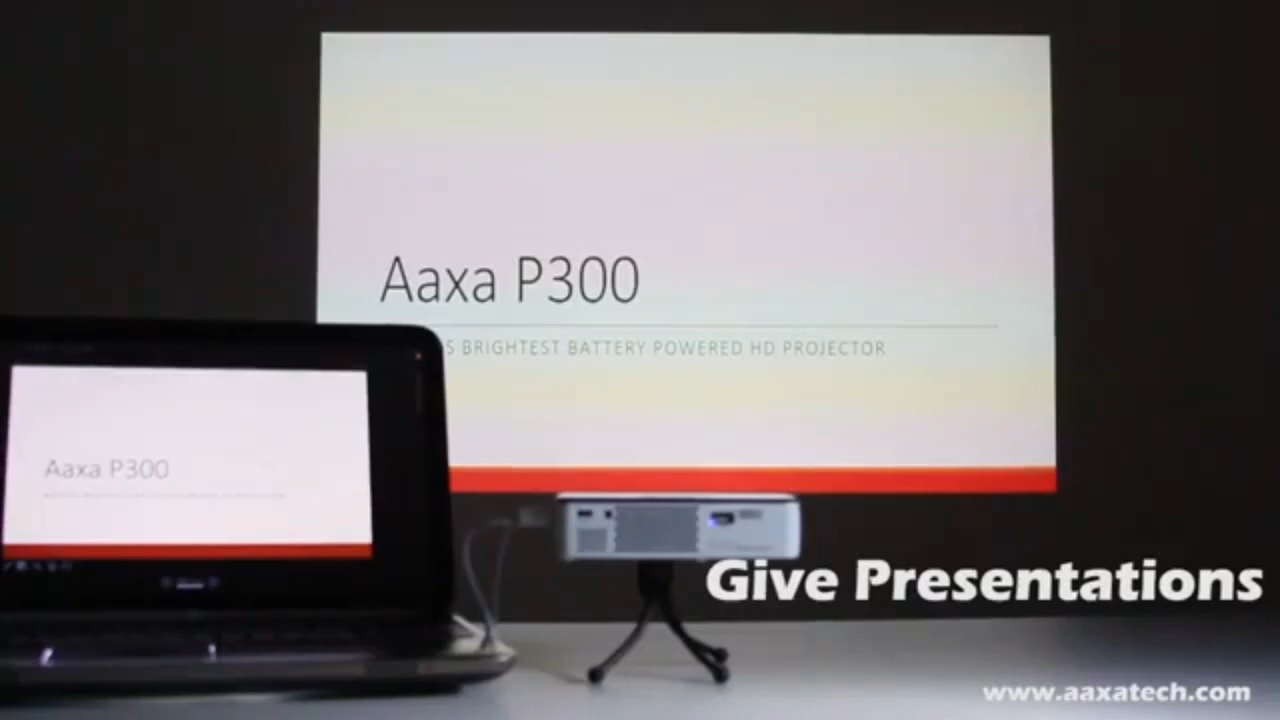 Aaxa P300
S BRIGHTEST BATTERY POWERED HD PROJECTOR
Aaxa P300
Give Presentations
www.aaxatech.com